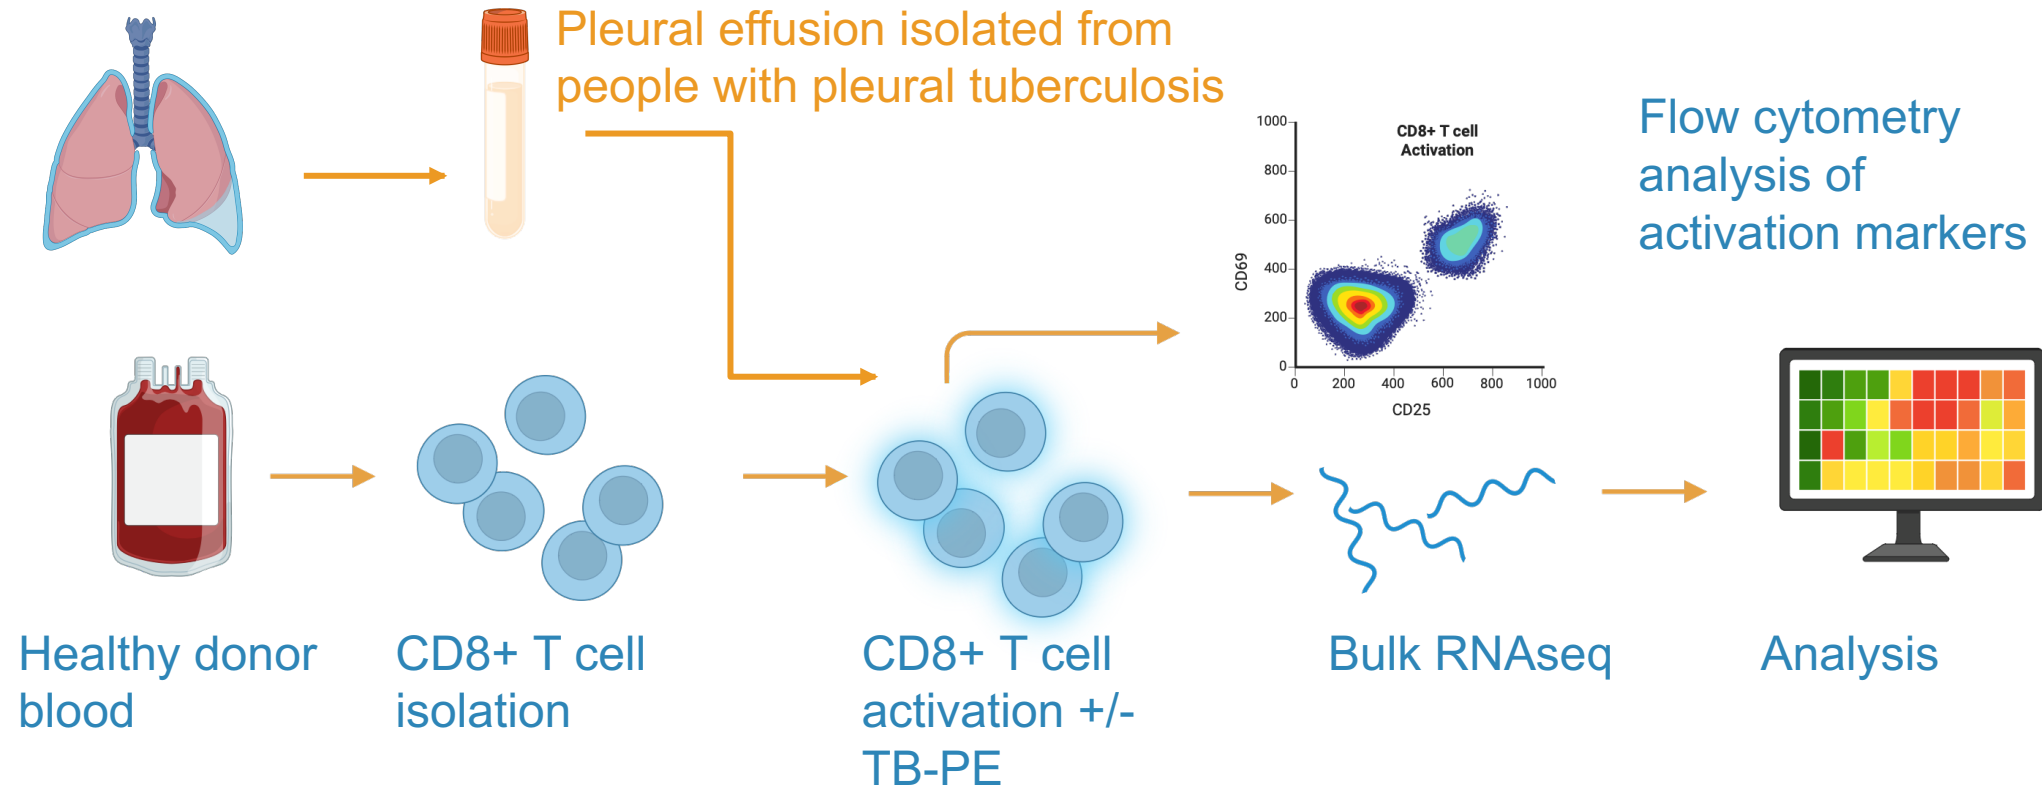 Pleural effusion isolated from
people with pleural tuberculosis
Flow cytometry
analysis of
activation markers
CD8+ T cell
Activation
1000
800
600
400
200
0
CD69
0 200 400 600 800 1000
CD25
Healthy donor
blood
CD8+ T cell
isolation
CD8+ T cell
activation +/-
TB-PE
Bulk RNAseq
Analysis